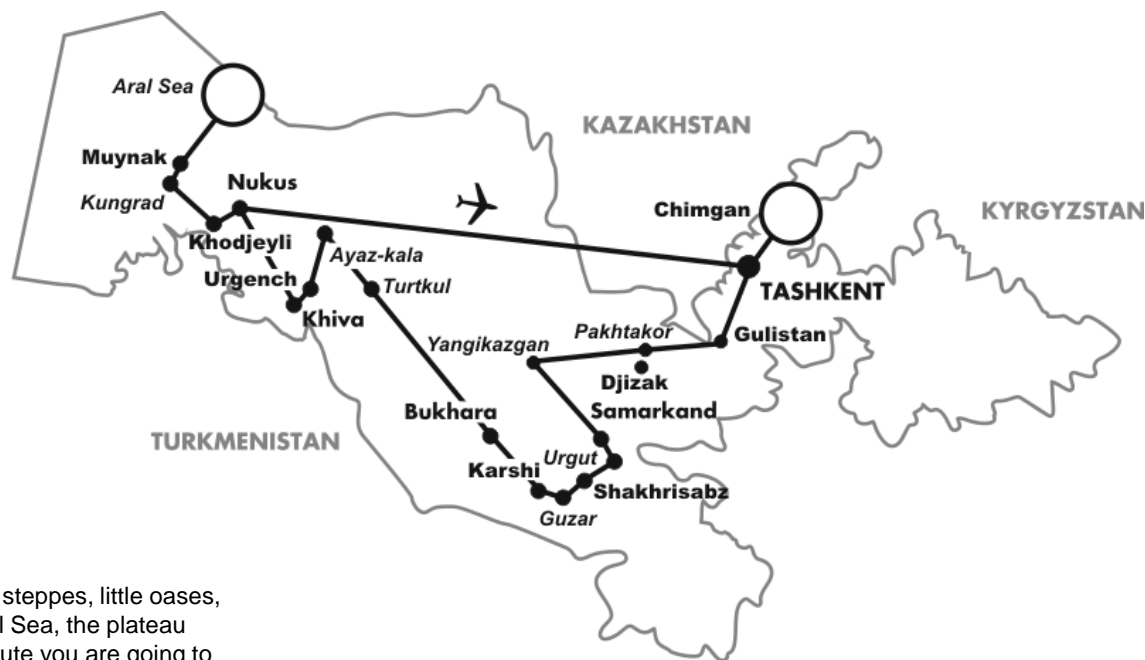 Aral Sea
KAZAKHSTAN
Muynak
Nukus
Kungrad
Chimgan
KYRGYZSTAN
Khodjeyli
Ayaz-kala
Urgench
Turtkul
TASHKENT
Khiva
Pakhtakor
Gulistan
Yangikazgan
Djizak
Bukhara
Samarkand
TURKMENISTAN
Urgut
Karshi
Shakhrisabz
Guzar
steppes, little oases,
l Sea, the plateau
ute you are going to